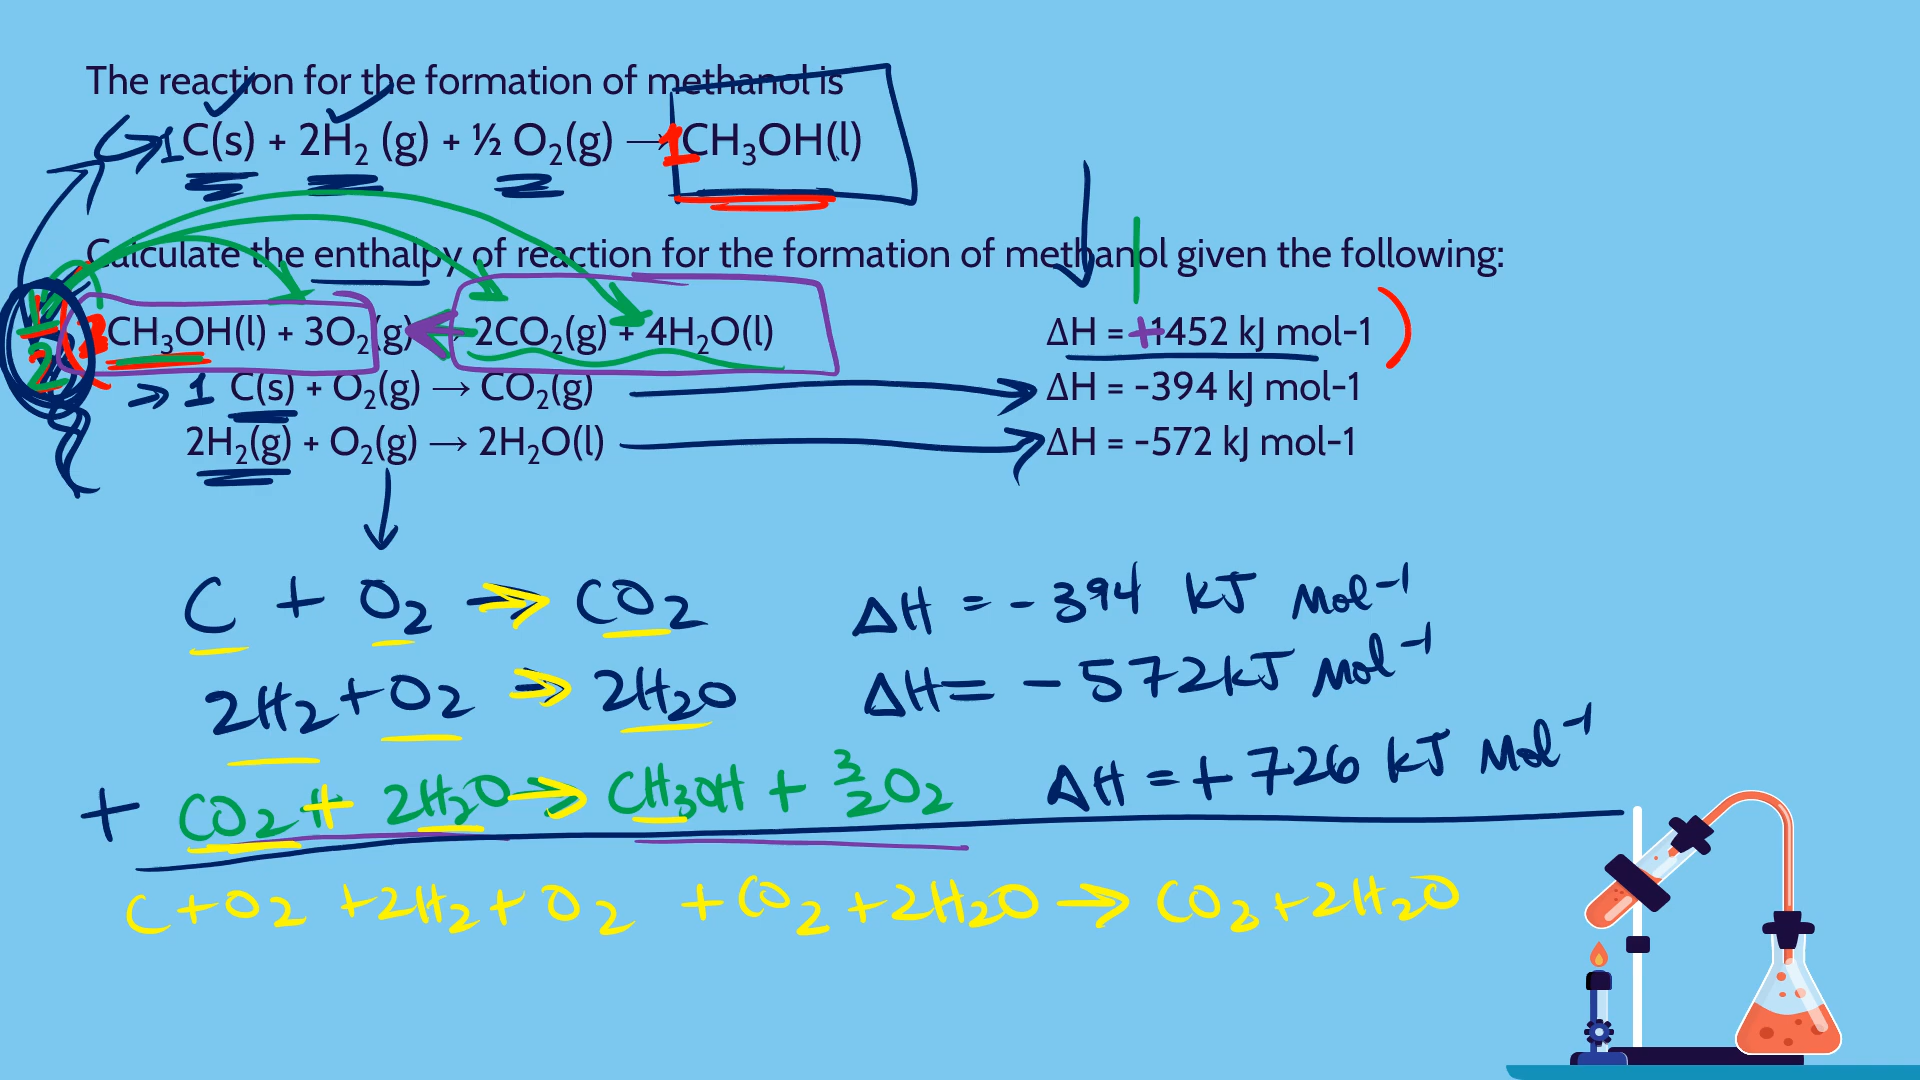 The reaction for the formation of methanol is
1 C(s) + 2H₂ (g) + ½ O₂(g) → 1 CH₃OH(l)
Calculate the enthalpy of reaction for the formation of methanol given the following:
CH₃OH(l) + 3O₂(g) ← 2CO₂(g) + 4H₂O(l) ΔH = +1452 kJ mol-1
1 C(s) + O₂(g) → CO₂(g) ΔH = -394 kJ mol-1
2H₂(g) + O₂(g) → 2H₂O(l) ΔH = -572 kJ mol-1
C + O₂ → CO₂ ΔH = -394 kJ mol⁻¹
2H₂ + O₂ → 2H₂O ΔH = -572 kJ mol⁻¹
+ CO₂ + 2H₂O → CH₃OH + 3/2 O₂ ΔH = +726 kJ mol⁻¹
C + O₂ + 2H₂ + O₂ + CO₂ + 2H₂O → CO₂ + 2H₂O